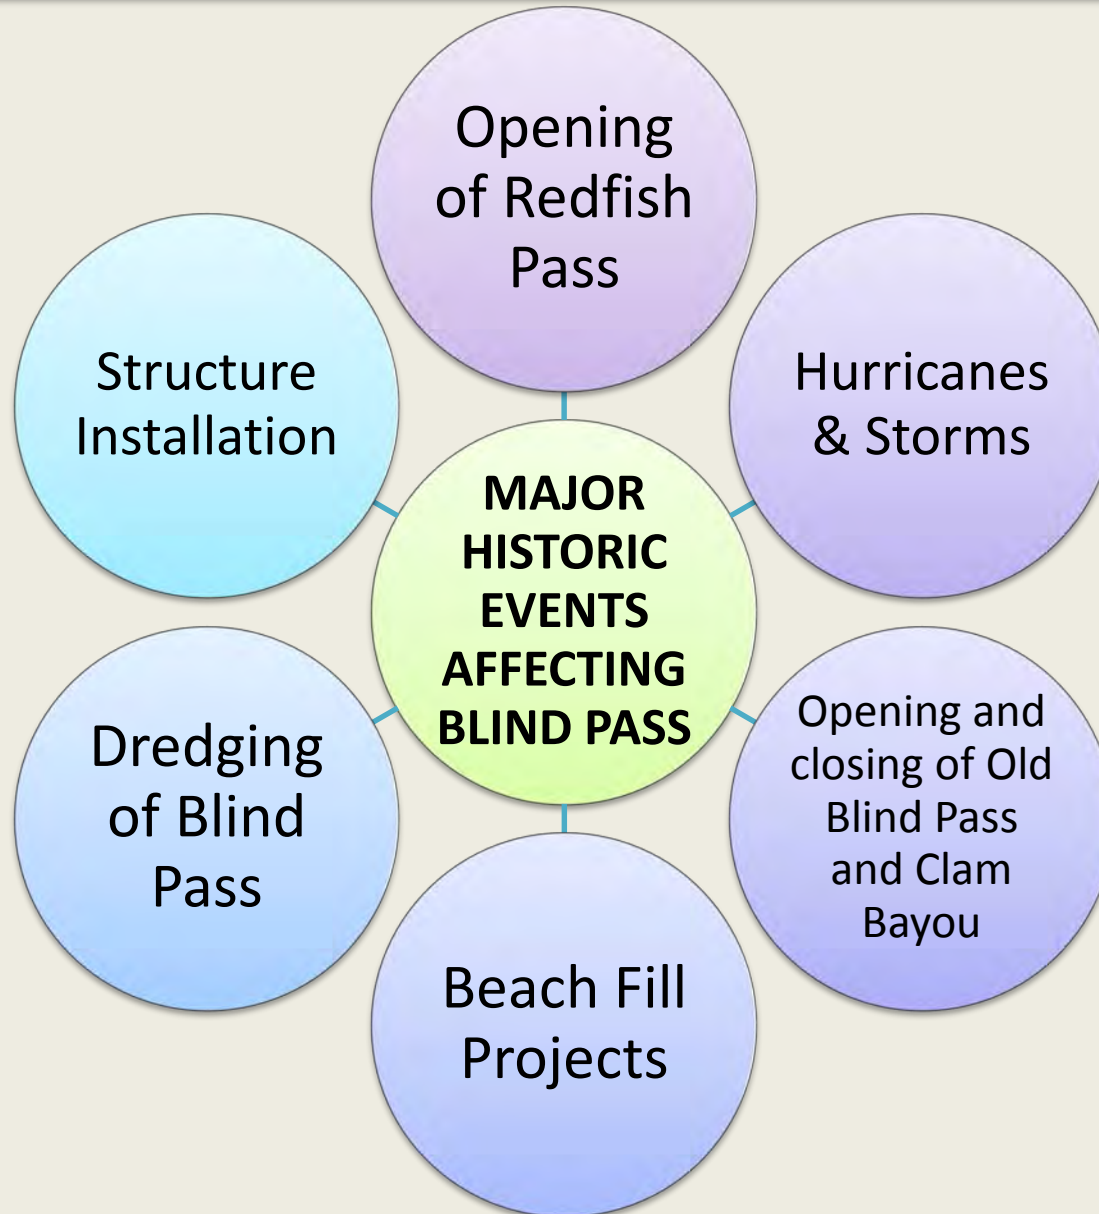 Opening
of Redfish
Pass
Structure
Installation
Hurricanes
& Storms
MAJOR
HISTORIC
EVENTS
AFFECTING
BLIND PASS
Dredging
of Blind
Pass
Opening and
closing of Old
Blind Pass
and Clam
Bayou
Beach Fill
Projects